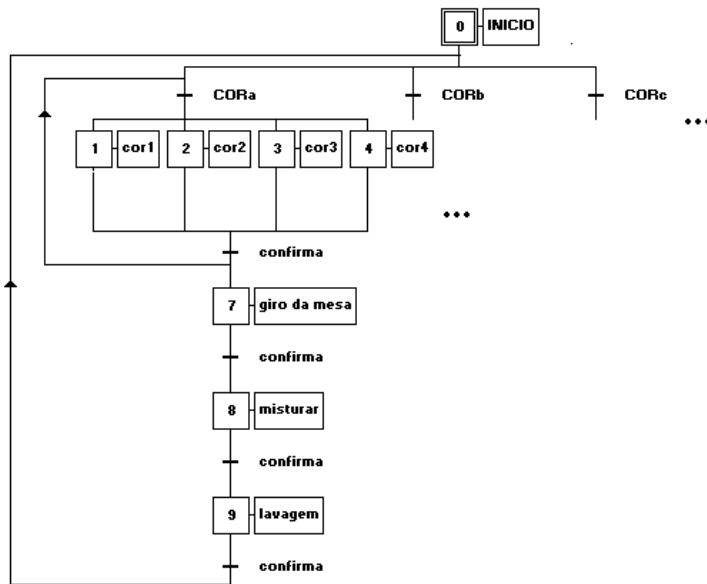 0 INICIO
CORa CORb CORc
...
1 cor1 2 cor2 3 cor3 4 cor4
...
confirma
7 giro da mesa
confirma
8 misturar
confirma
9 lavagem
confirma